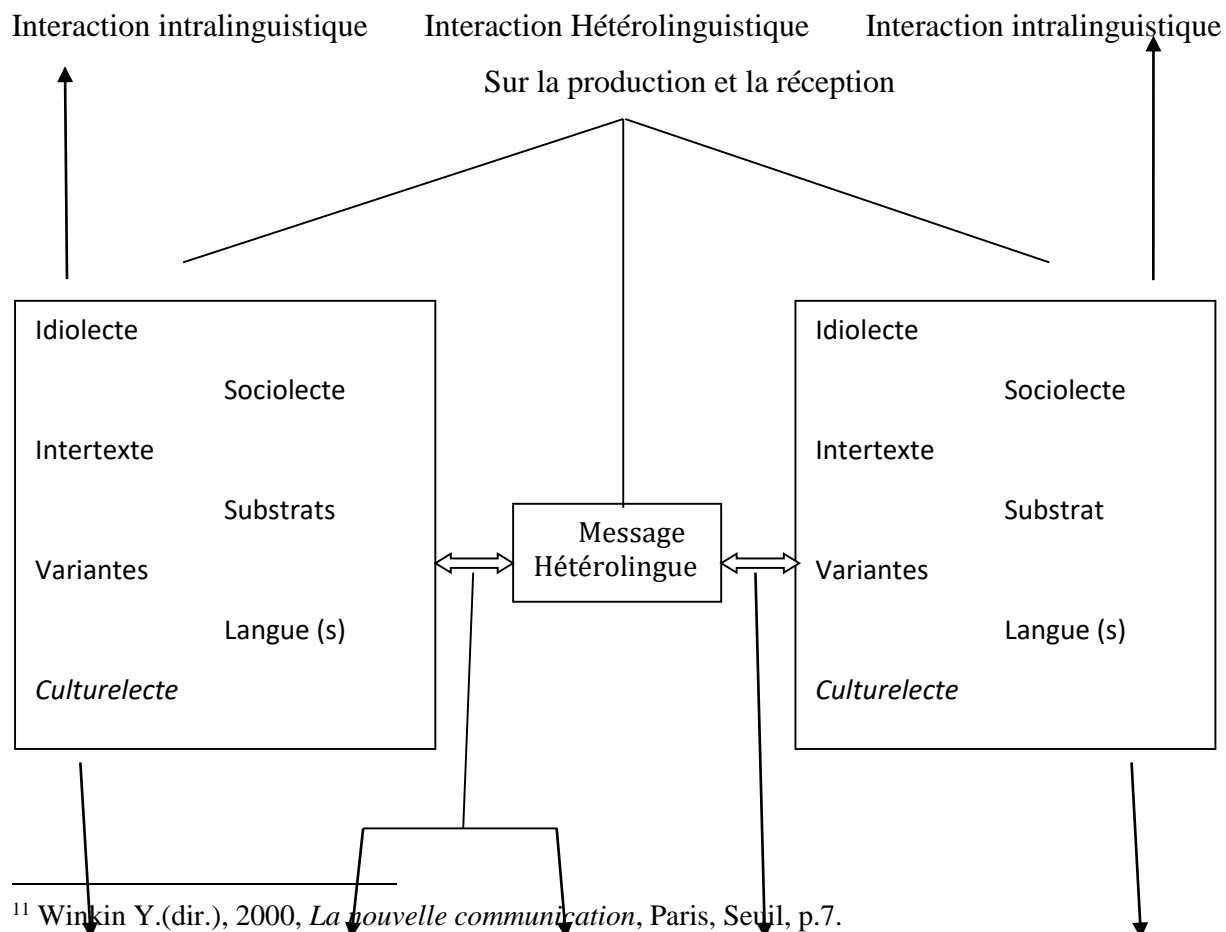 Interaction intralinguistique Interaction Hétérolinguistique Interaction intralinguistique
Sur la production et la réception
Idiolecte
Sociolecte
Intertexte
Substrats
Variantes
Langue (s)
Culturelecte
Message
Hétérolingue
Idiolecte
Sociolecte
Intertexte
Substrat
Variantes
Langue (s)
Culturelecte
11 Winkin Y.(dir.), 2000, La nouvelle communication, Paris, Seuil, p.7.